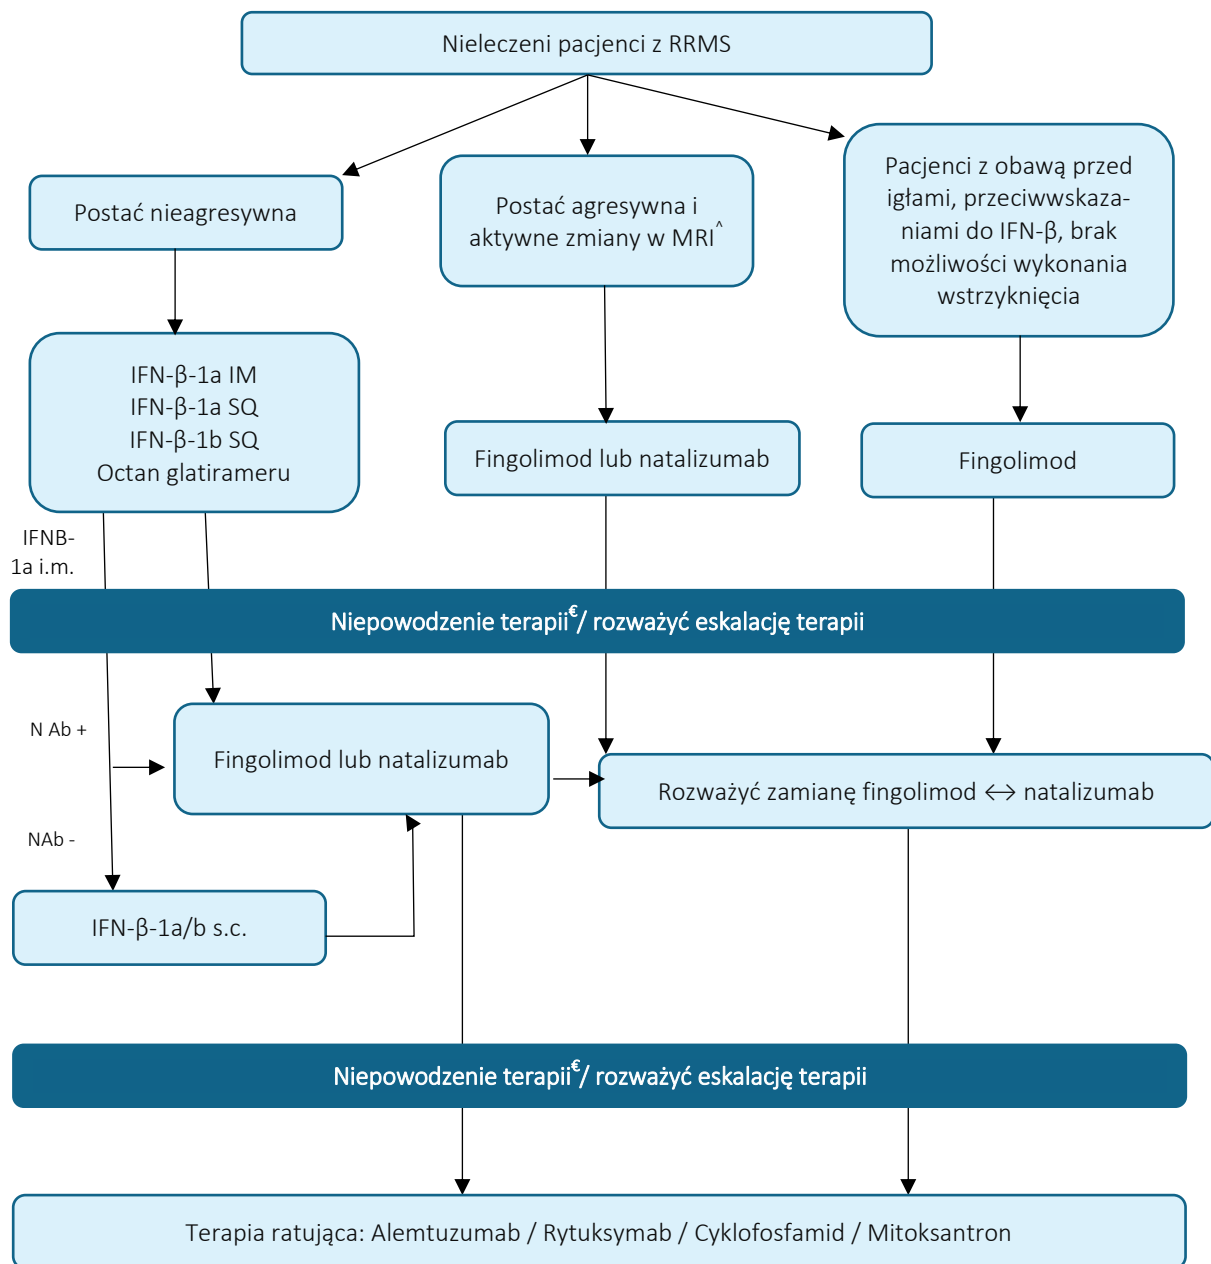 Nieleczeni pacjenci z RRMS
Postać nieagresywna
Postać agresywna i
aktywne zmiany w MRI^
Pacjenci z obawą przed
igłami, przeciwwskaza-
niami do IFN-β, brak
możliwości wykonania
wstrzyknięcia
IFN-β-1a IM
IFN-β-1a SQ
IFN-β-1b SQ
Octan glatirameru
Fingolimod lub natalizumab
Fingolimod
IFNB-
1a i.m.
Niepowodzenie terapii€/ rozważyć eskalację terapii
N Ab +
Fingolimod lub natalizumab
Rozważyć zamianę fingolimod ↔ natalizumab
NAb -
IFN-β-1a/b s.c.
Niepowodzenie terapii€/ rozważyć eskalację terapii
Terapia ratująca: Alemtuzumab / Rytuksymab / Cyklofosfamid / Mitoksantron